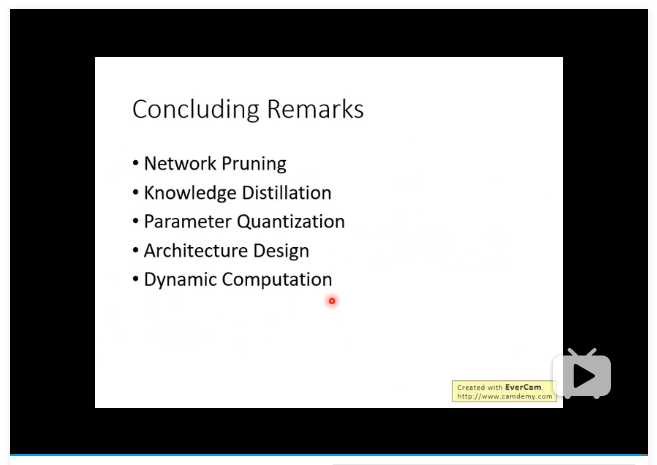 Concluding Remarks
• Network Pruning
• Knowledge Distillation
• Parameter Quantization
• Architecture Design
• Dynamic Computation
Created with EverCam.
http://www.camdemy.com